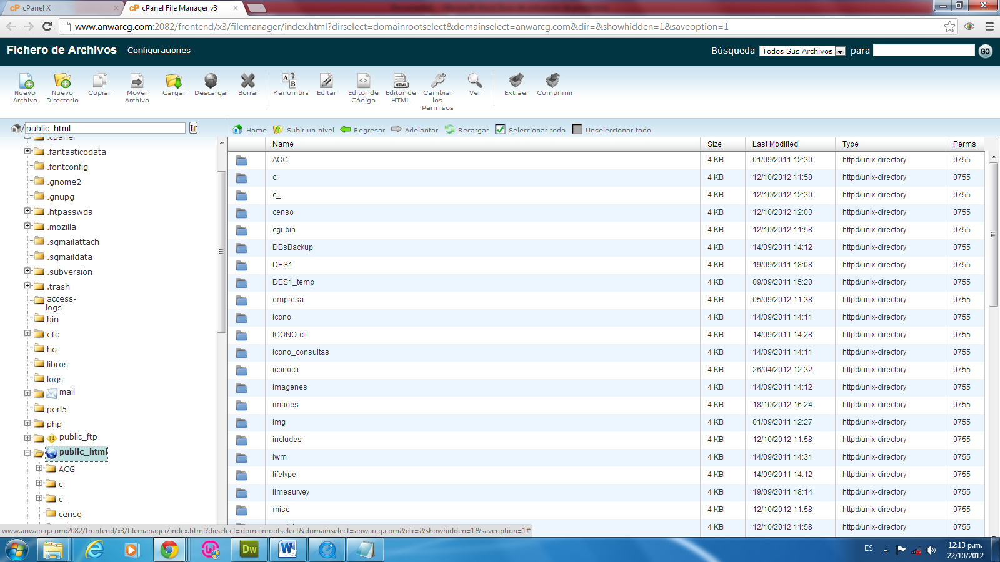 cPanel X
cPanel File Manager v3
www.anwarcg.com:2082/frontend/x3/filemanager/index.html?dirselect=domainrootselect&domainselect=anwarcg.com&dir=&showhidden=1&saveoption=1
Fichero de Archivos
Configuraciones
Búsqueda
Todos Sus Archivos
para
GO
Nuevo Archivo
Nuevo Directorio
Copiar
Mover Archivo
Cargar
Descargar
Borrar
Renombra
Editar
Editor de Código
Editor de HTML
Cambiar los Permisos
Ver
Extraer
Comprimi
/public_html
Ir
Home
Subir un nivel
Regresar
Adelantar
Recargar
Seleccionar todo
Unseleccionar todo
.cpanel
.fantasticodata
.fontconfig
.gnome2
.gnupg
.htpasswds
.mozilla
.sqmailattach
.sqmaildata
.subversion
.trash
access-
logs
bin
etc
hg
libros
logs
mail
perl5
php
public_ftp
public_html
ACG
c:
c_
censo
Name Size Last Modified Type Perms
ACG 4 KB 01/09/2011 12:30 httpd/unix-directory 0755
c: 4 KB 12/10/2012 11:58 httpd/unix-directory 0755
c_ 4 KB 12/10/2012 12:30 httpd/unix-directory 0755
censo 4 KB 12/10/2012 12:03 httpd/unix-directory 0755
cgi-bin 4 KB 12/10/2012 11:58 httpd/unix-directory 0755
DBsBackup 4 KB 14/09/2011 14:12 httpd/unix-directory 0755
DES1 4 KB 19/09/2011 18:08 httpd/unix-directory 0755
DES1_temp 4 KB 09/09/2011 15:20 httpd/unix-directory 0755
empresa 4 KB 05/09/2012 11:38 httpd/unix-directory 0755
icono 4 KB 14/09/2011 14:11 httpd/unix-directory 0755
ICONO-cti 4 KB 14/09/2011 14:28 httpd/unix-directory 0755
icono_consultas 4 KB 14/09/2011 14:11 httpd/unix-directory 0755
iconocti 4 KB 26/04/2012 12:32 httpd/unix-directory 0755
imagenes 4 KB 14/09/2011 14:12 httpd/unix-directory 0755
images 4 KB 18/10/2012 16:24 httpd/unix-directory 0755
img 4 KB 01/09/2011 12:27 httpd/unix-directory 0755
includes 4 KB 12/10/2012 11:58 httpd/unix-directory 0755
iwm 4 KB 14/09/2011 14:31 httpd/unix-directory 0755
lifetype 4 KB 14/09/2011 14:12 httpd/unix-directory 0755
limesurvey 4 KB 19/09/2011 18:14 httpd/unix-directory 0755
misc 4 KB 12/10/2012 11:58 httpd/unix-directory 0755
4 KB 12/10/2012 11:58 httpd/unix-directory 0755
www.anwarcg.com:2082/frontend/x3/filemanager/index.html?dirselect=domainrootselect&domainselect=anwarcg.com&dir=&showhidden=1&saveoption=1#
ES
12:13 p.m.
22/10/2012